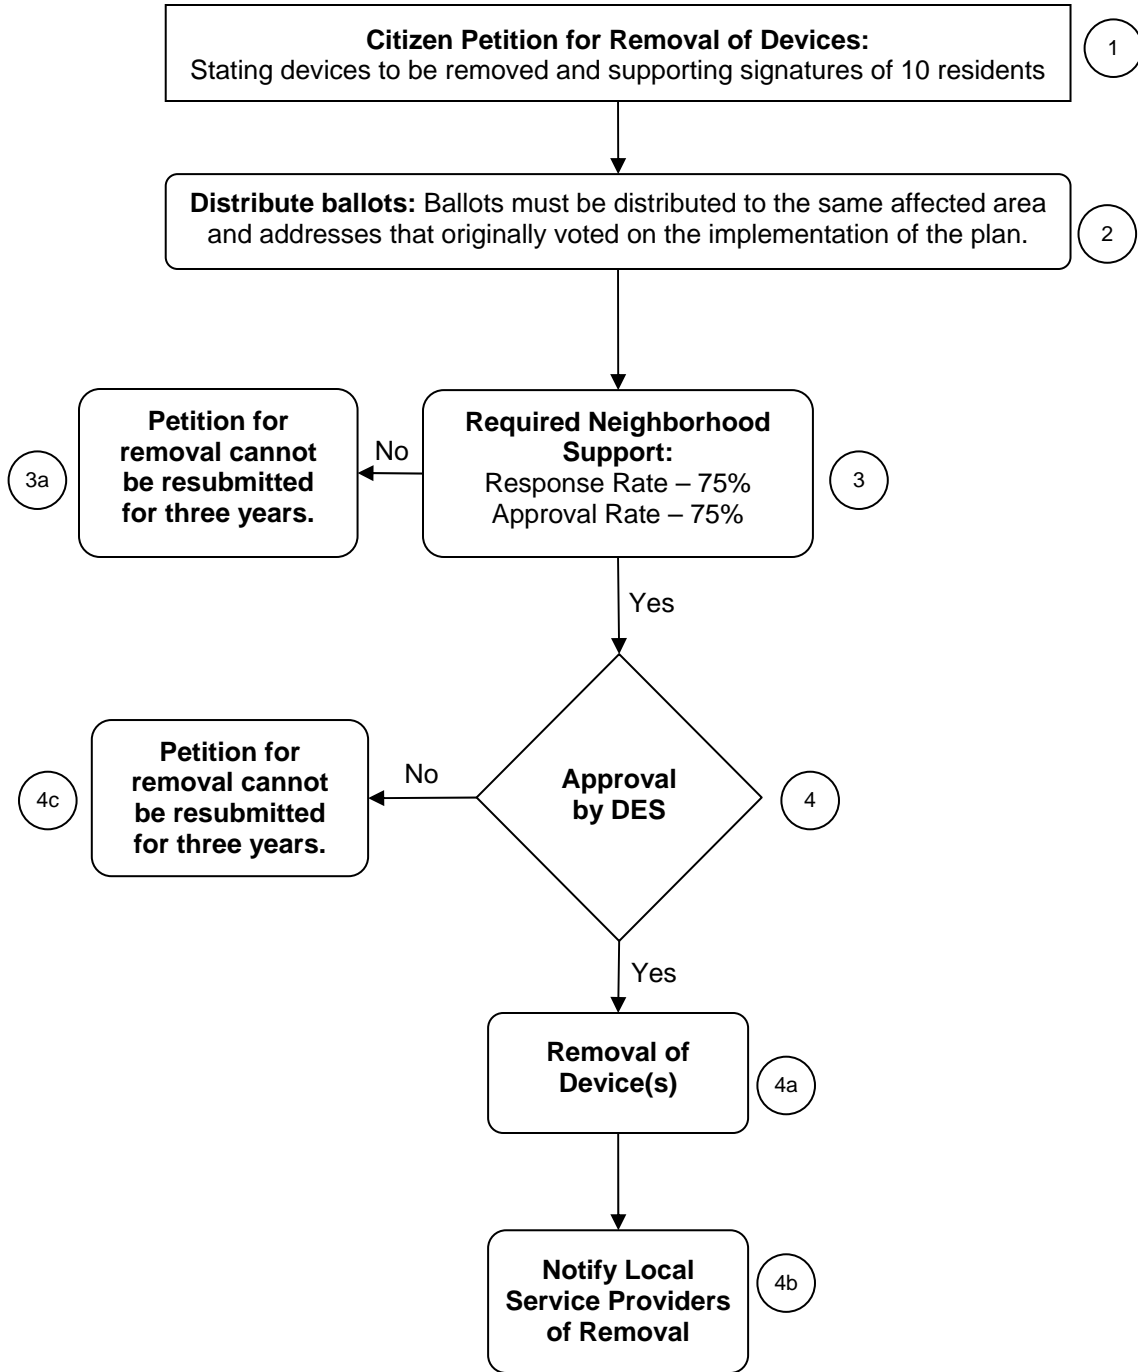 Citizen Petition for Removal of Devices:
Stating devices to be removed and supporting signatures of 10 residents
1
Distribute ballots: Ballots must be distributed to the same affected area
and addresses that originally voted on the implementation of the plan.
2
Petition for
removal cannot
be resubmitted
for three years.
3a
No
Required Neighborhood
Support:
Response Rate – 75%
Approval Rate – 75%
3
Yes
Petition for
removal cannot
be resubmitted
for three years.
4c
No
Approval
by DES
4
Yes
Removal of
Device(s)
4a
Notify Local
Service Providers
of Removal
4b